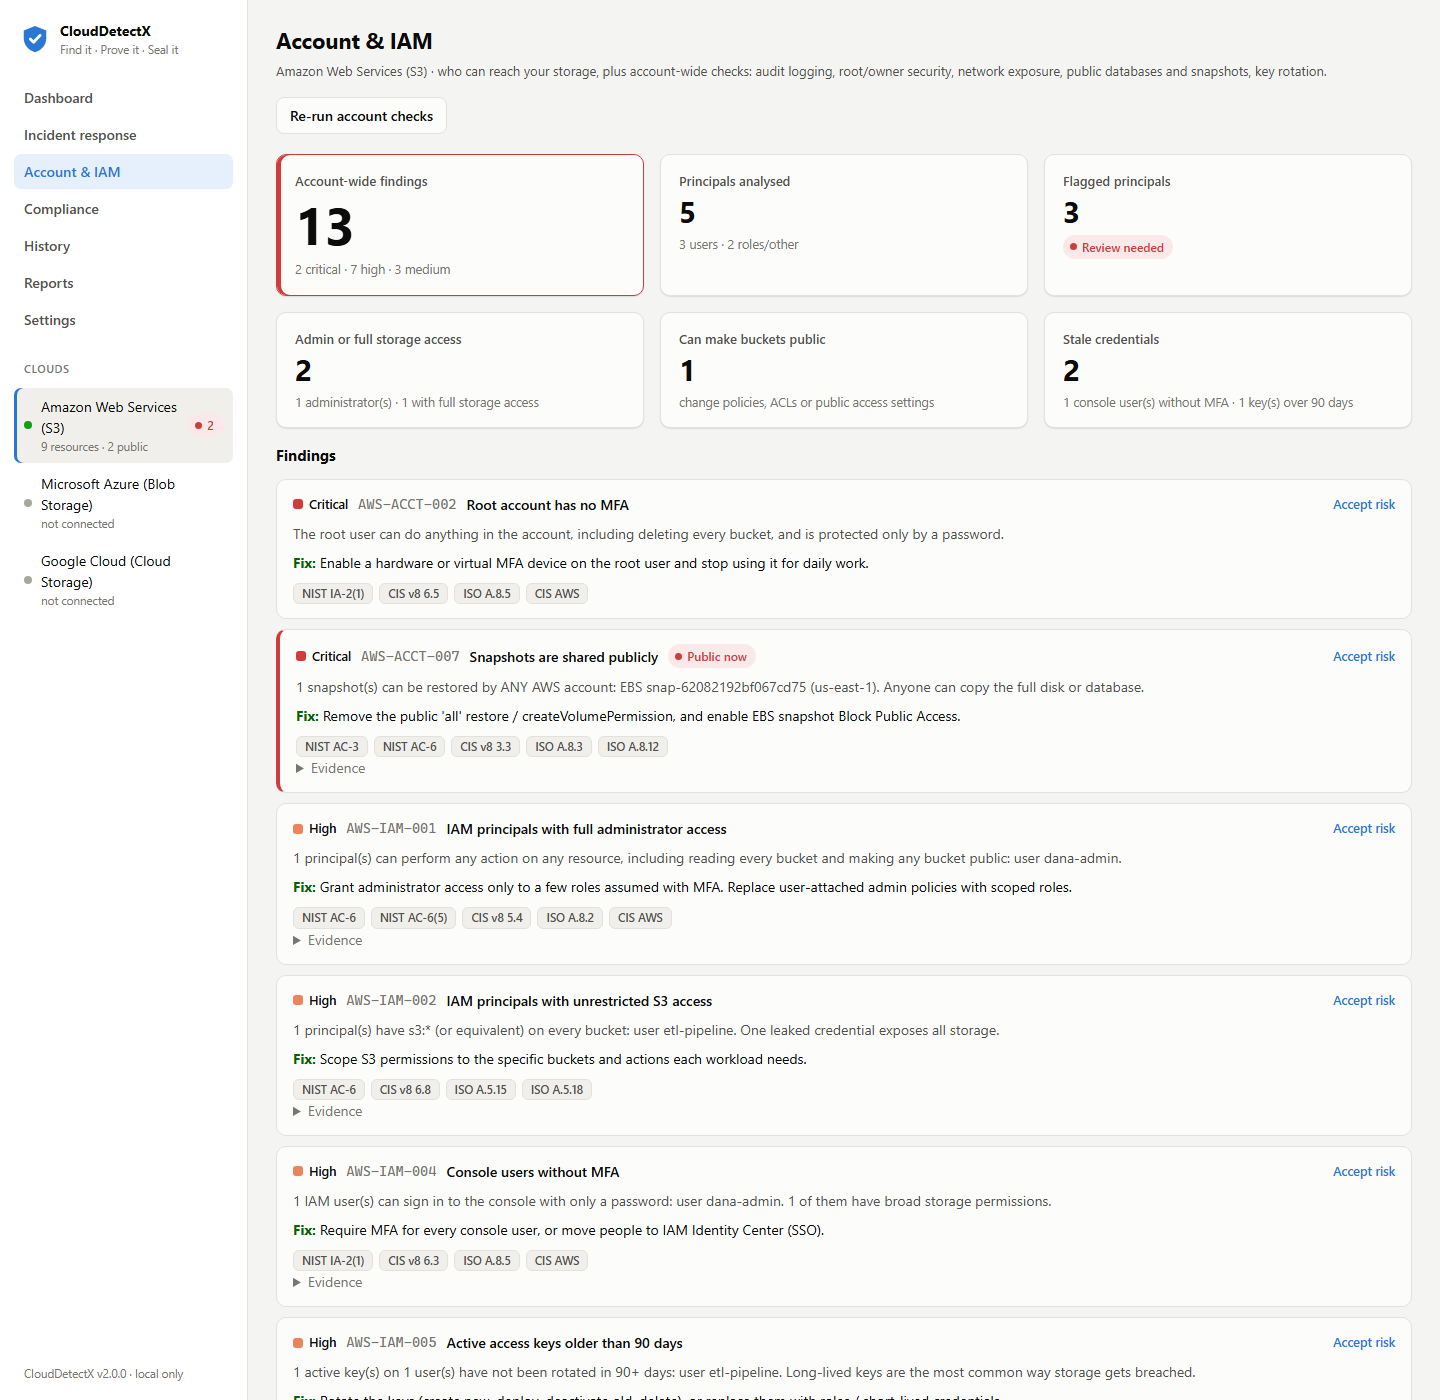 CloudDetectX
Find it · Prove it · Seal it
Dashboard
Incident response
Account & IAM
Compliance
History
Reports
Settings
CLOUDS
Amazon Web Services
(S3)
9 resources · 2 public
2
Microsoft Azure (Blob
Storage)
not connected
Google Cloud (Cloud
Storage)
not connected
CloudDetectX v2.0.0 · local only
Account & IAM
Amazon Web Services (S3) · who can reach your storage, plus account-wide checks: audit logging, root/owner security, network exposure, public databases and snapshots, key rotation.
Re-run account checks
Account-wide findings
13
2 critical · 7 high · 3 medium
Principals analysed
5
3 users · 2 roles/other
Flagged principals
3
Review needed
Admin or full storage access
2
1 administrator(s) · 1 with full storage access
Can make buckets public
1
change policies, ACLs or public access settings
Stale credentials
2
1 console user(s) without MFA · 1 key(s) over 90 days
Findings
Critical AWS-ACCT-002 Root account has no MFA Accept risk
The root user can do anything in the account, including deleting every bucket, and is protected only by a password.
Fix: Enable a hardware or virtual MFA device on the root user and stop using it for daily work.
NIST IA-2(1) CIS v8 6.5 ISO A.8.5 CIS AWS
Critical AWS-ACCT-007 Snapshots are shared publicly Public now Accept risk
1 snapshot(s) can be restored by ANY AWS account: EBS snap-62082192bf067cd75 (us-east-1). Anyone can copy the full disk or database.
Fix: Remove the public 'all' restore / createVolumePermission, and enable EBS snapshot Block Public Access.
NIST AC-3 NIST AC-6 CIS v8 3.3 ISO A.8.3 ISO A.8.12
Evidence
High AWS-IAM-001 IAM principals with full administrator access Accept risk
1 principal(s) can perform any action on any resource, including reading every bucket and making any bucket public: user dana-admin.
Fix: Grant administrator access only to a few roles assumed with MFA. Replace user-attached admin policies with scoped roles.
NIST AC-6 NIST AC-6(5) CIS v8 5.4 ISO A.8.2 CIS AWS
Evidence
High AWS-IAM-002 IAM principals with unrestricted S3 access Accept risk
1 principal(s) have s3:* (or equivalent) on every bucket: user etl-pipeline. One leaked credential exposes all storage.
Fix: Scope S3 permissions to the specific buckets and actions each workload needs.
NIST AC-6 CIS v8 6.8 ISO A.5.15 ISO A.5.18
Evidence
High AWS-IAM-004 Console users without MFA Accept risk
1 IAM user(s) can sign in to the console with only a password: user dana-admin. 1 of them have broad storage permissions.
Fix: Require MFA for every console user, or move people to IAM Identity Center (SSO).
NIST IA-2(1) CIS v8 6.3 ISO A.8.5 CIS AWS
Evidence
High AWS-IAM-005 Active access keys older than 90 days Accept risk
1 active key(s) on 1 user(s) have not been rotated in 90+ days: user etl-pipeline. Long-lived keys are the most common way storage gets breached.
Fix: Rotate the keys (create new, deploy, deactivate old, delete), or replace them with roles / short-lived credentials.